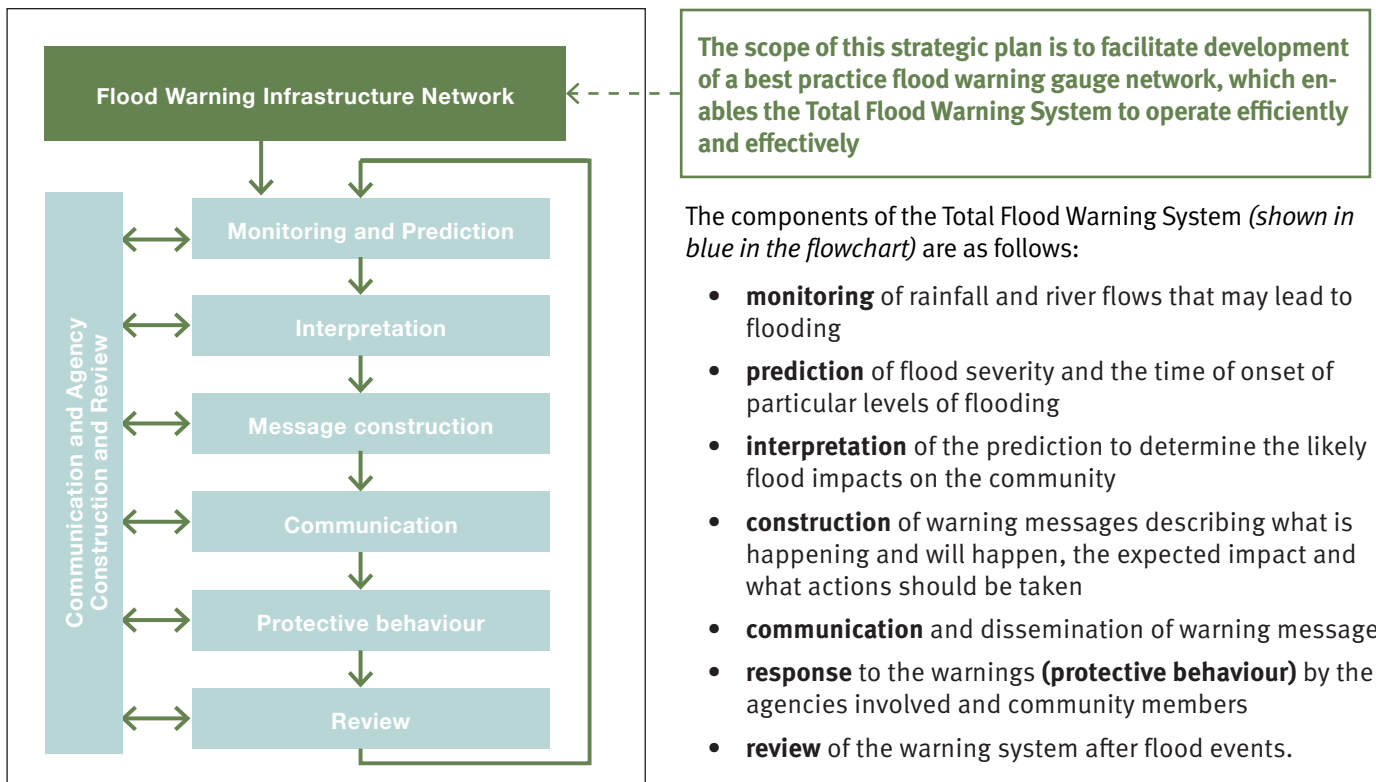 Flood Warning Infrastructure Network
The scope of this strategic plan is to facilitate development
of a best practice flood warning gauge network, which en-
ables the Total Flood Warning System to operate efficiently
and effectively
Communication and Agency
Construction and Review
Monitoring and Prediction
Interpretation
Message construction
Communication
Protective behaviour
Review
The components of the Total Flood Warning System (shown in
blue in the flowchart) are as follows:
• monitoring of rainfall and river flows that may lead to
flooding
• prediction of flood severity and the time of onset of
particular levels of flooding
• interpretation of the prediction to determine the likely
flood impacts on the community
• construction of warning messages describing what is
happening and will happen, the expected impact and
what actions should be taken
• communication and dissemination of warning message
• response to the warnings (protective behaviour) by the
agencies involved and community members
• review of the warning system after flood events.